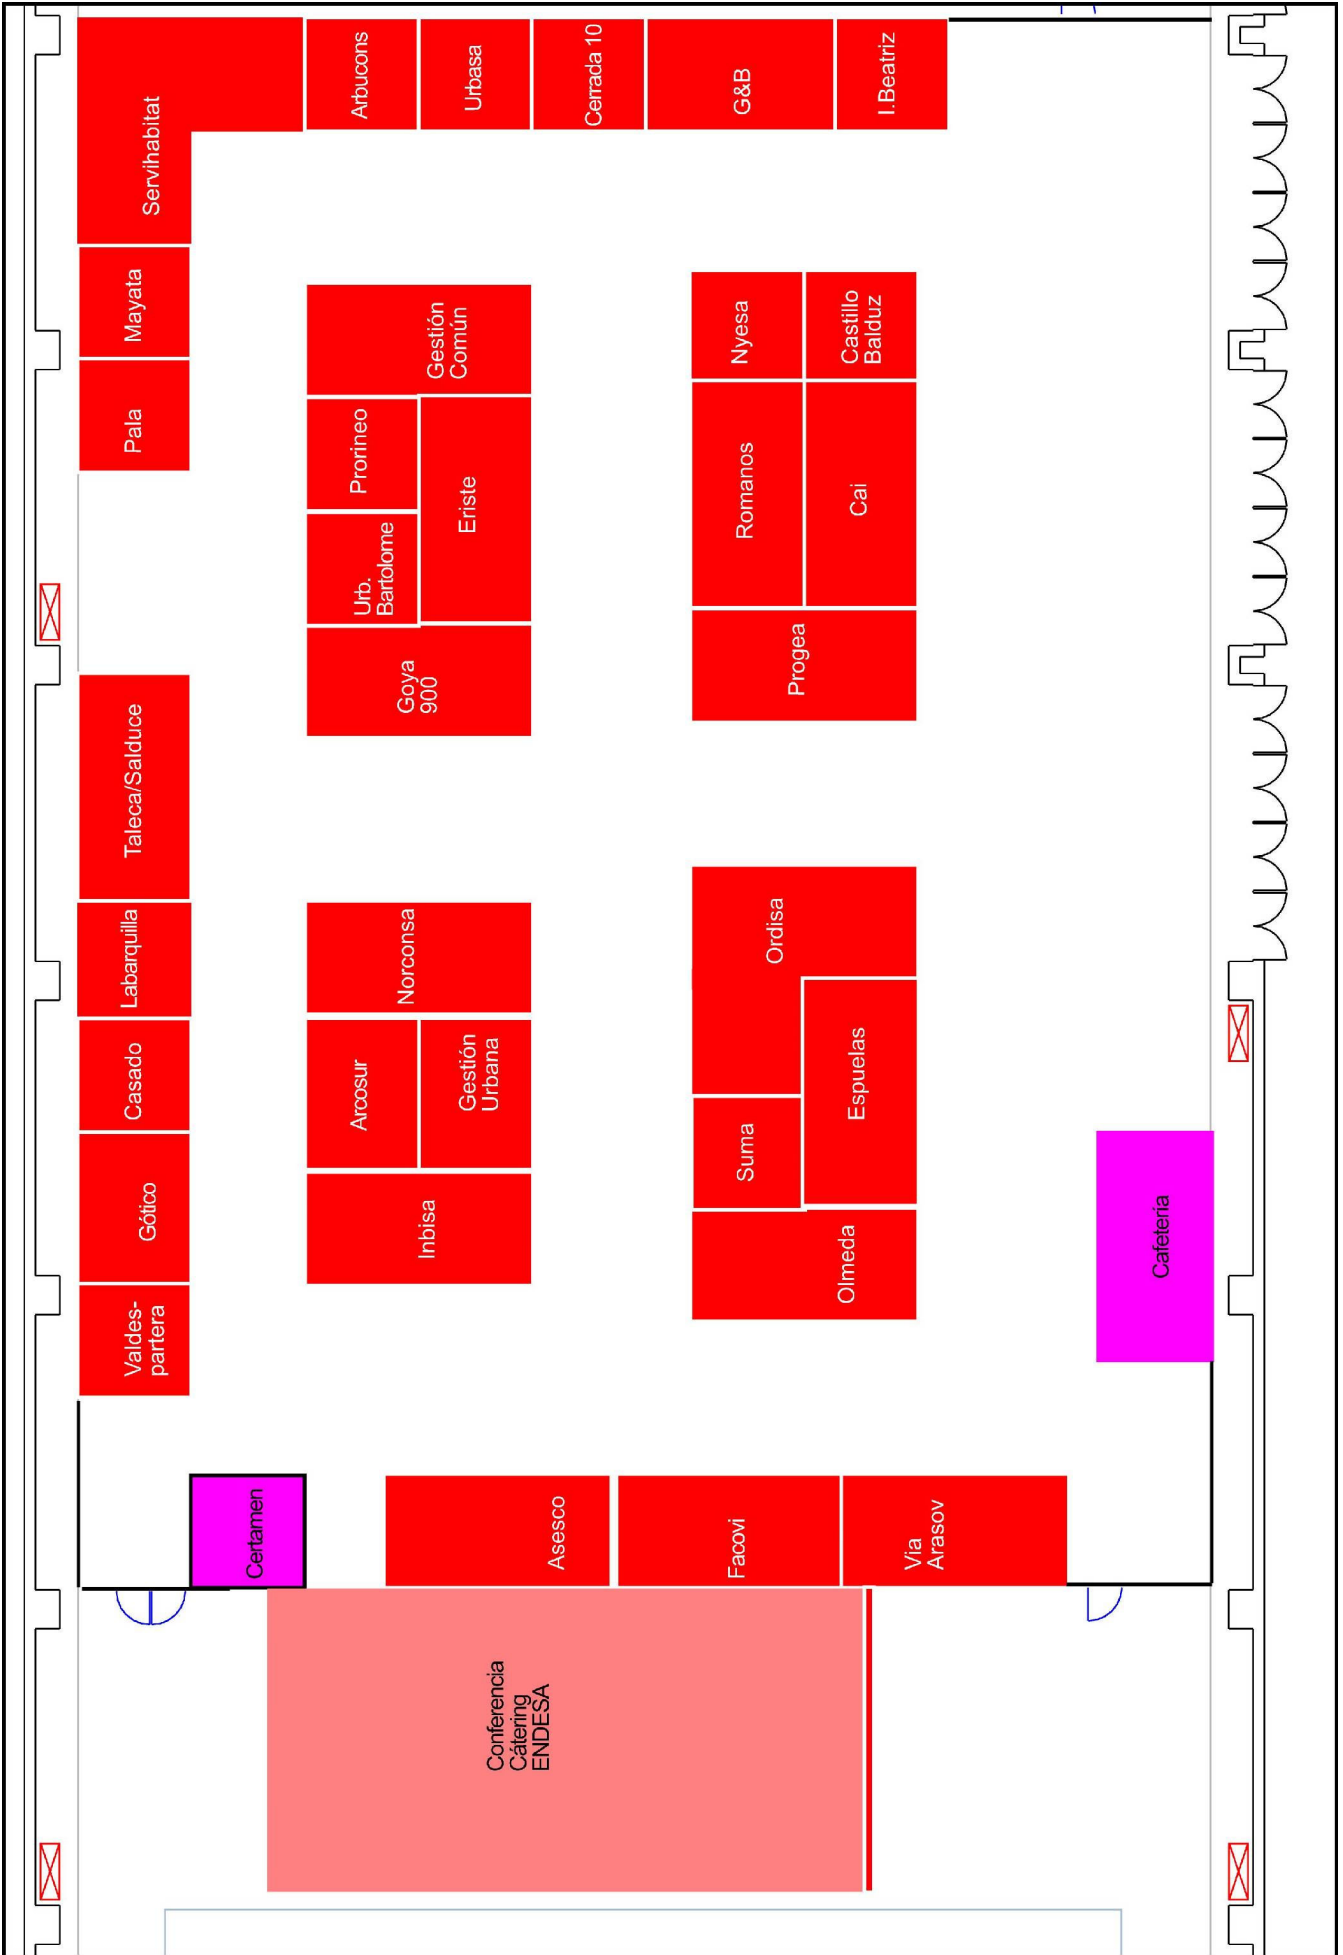 Servihabitat
Arbucons
Urbasa
Cerrada 10
G&B
I.Beatriz
Mayata
Pala
Gestión
Común
Prorineo
Eriste
Urb.
Bartolome
Goya
900
Nyesa
Castillo
Balduz
Romanos
Cai
Progea
Taleca/Salduce
Labarquilla
Casado
Gótico
Valdes-
partera
Norconsa
Arcosur
Gestión
Urbana
Inbisa
Ordisa
Espuelas
Suma
Olmeda
Cafeteria
Certamen
Asesco
Facovi
Via
Arasov
Conferencia
Cátering
ENDESA